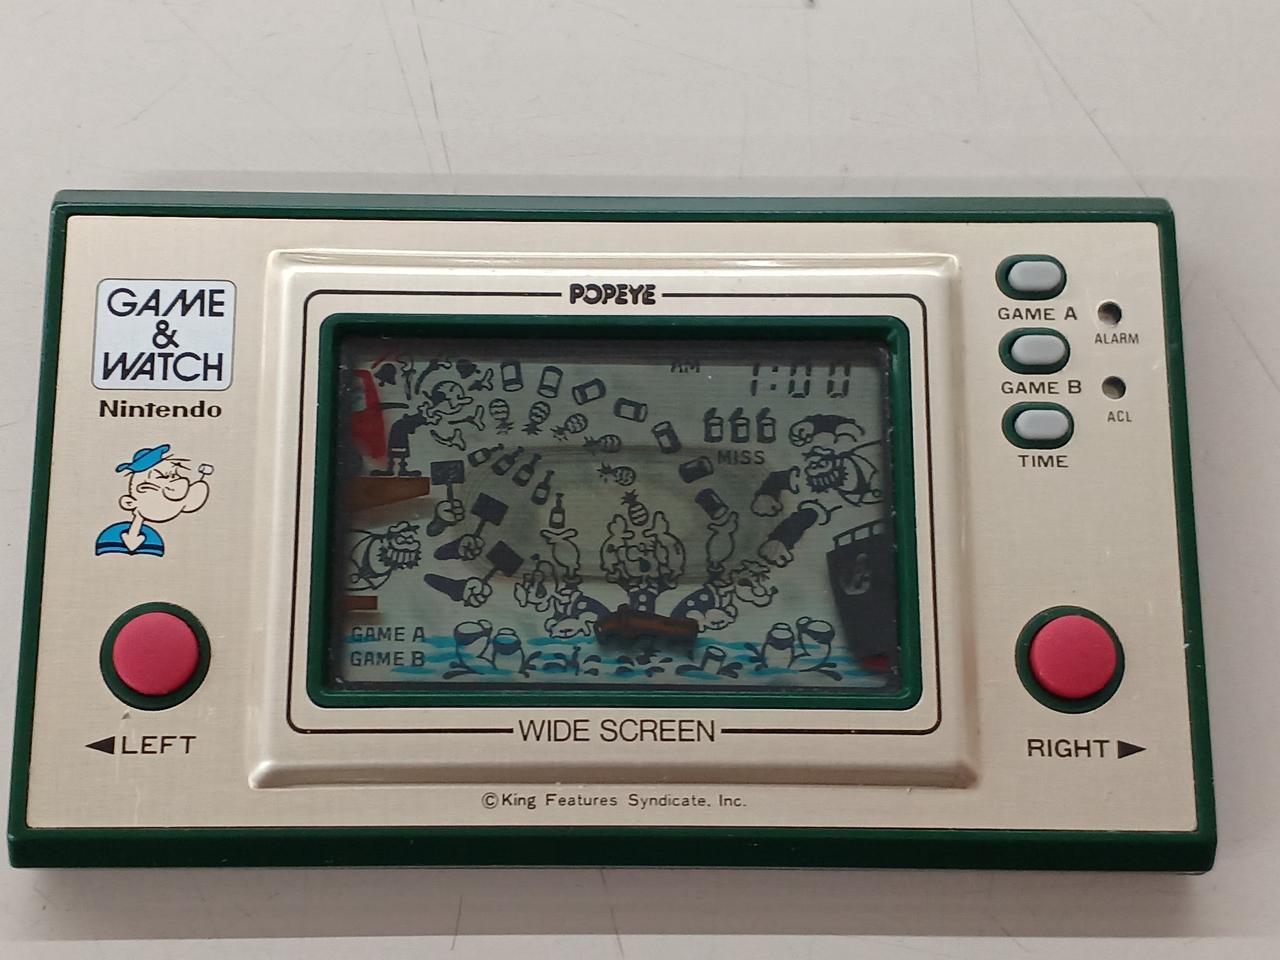 GAME
&
WATCH
Nintendo
POPEYE
AM 1:00
MISS
GAME A
GAME B
WIDE SCREEN
©King Features Syndicate, Inc.
◀LEFT
GAME A
ALARM
GAME B
ACL
TIME
RIGHT▶